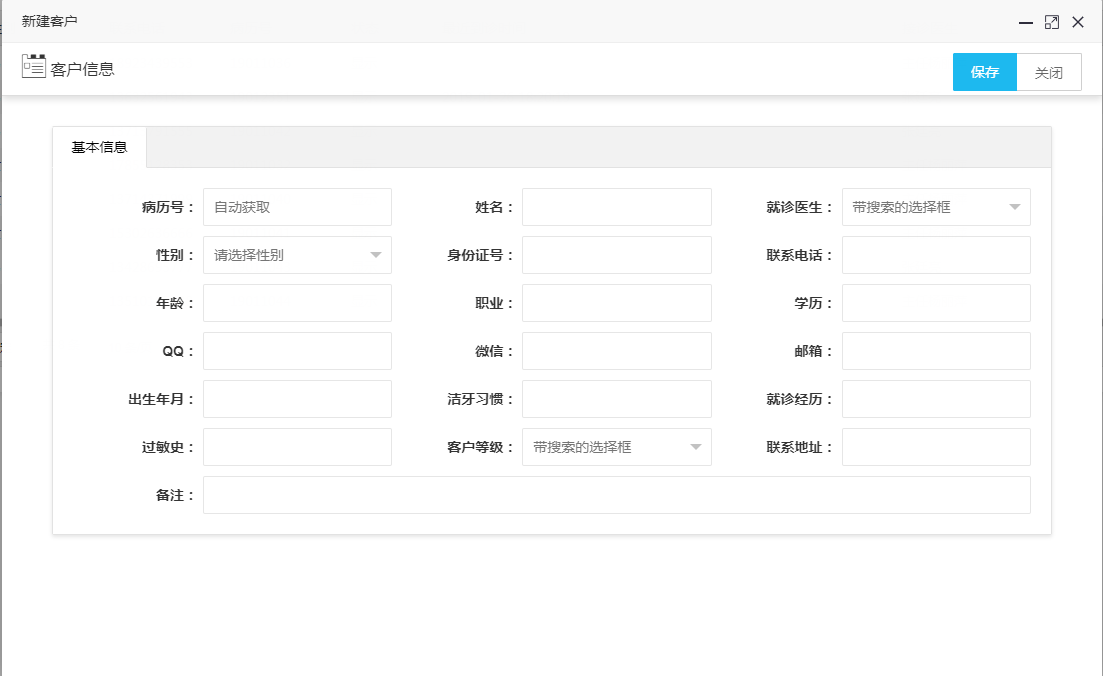 新建客户
客户信息
保存 关闭
基本信息
病历号： 自动获取 姓名： 就诊医生： 带搜索的选择框
性别： 请选择性别 身份证号： 联系电话：
年龄： 职业： 学历：
QQ： 微信： 邮箱：
出生年月： 洁牙习惯： 就诊经历：
过敏史： 客户等级： 带搜索的选择框 联系地址：
备注：